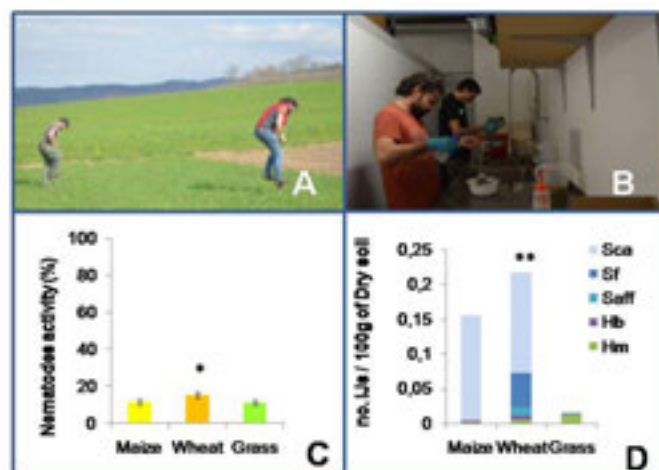 A
B
Nematodes activity (%)
100
80
60
40
20
0
*
Maize Wheat Grass
C
no. IJs / 100g of Dry soil
0,25
0,2
0,15
0,1
0,05
0
**
Sca
Sf
Saff
Hb
Hm
Maize Wheat Grass
D